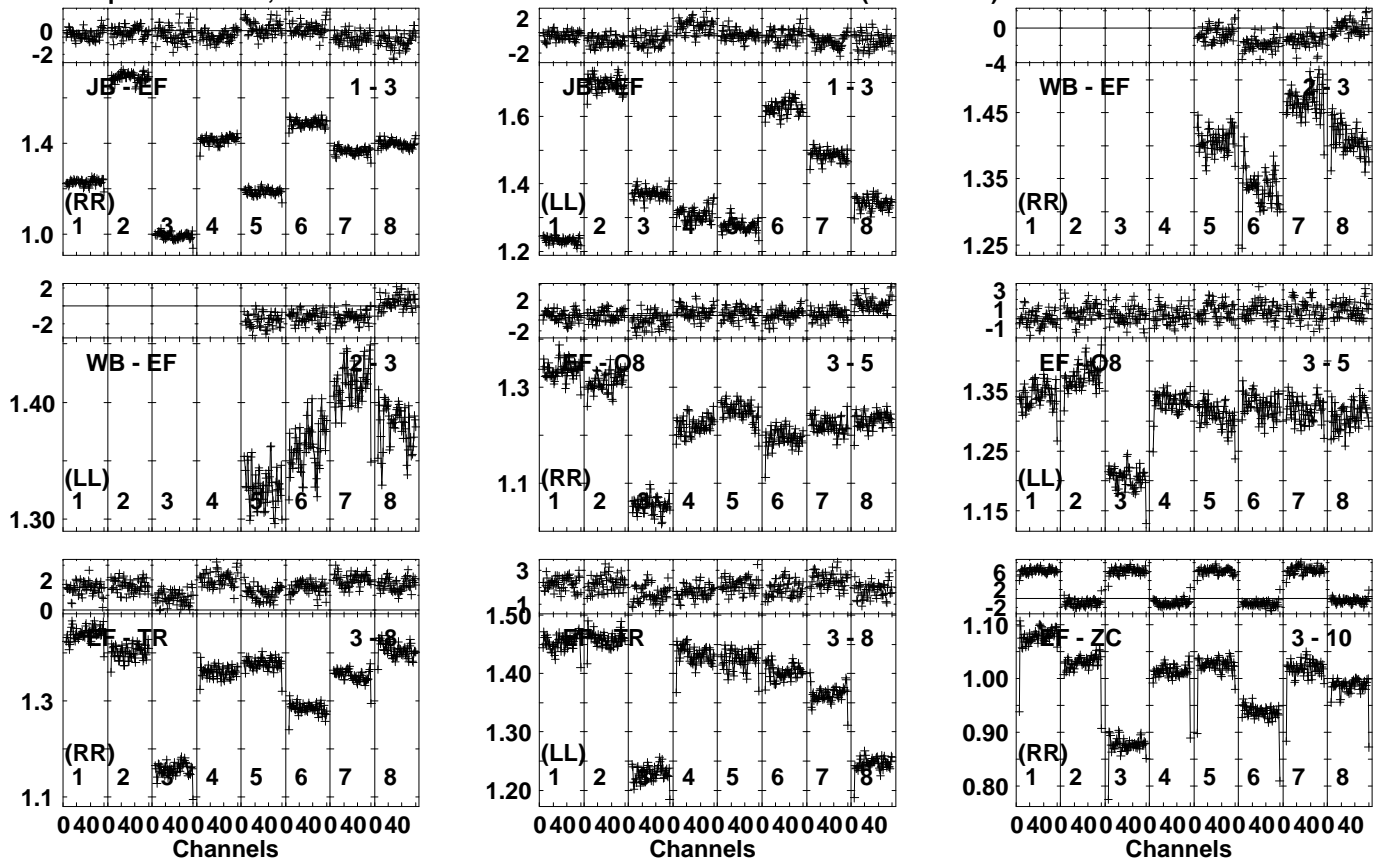 0
-2
JB - EF
1 - 3
1.4
1.0
(RR)
1 2 3 4 5 6 7 8
2
-2
JB - EF
1 - 3
1.6
1.4
1.2
(LL)
1 2 3 4 5 6 7 8
0
-4
WB - EF
2 - 3
1.45
1.35
1.25
(RR)
1 2 3 4 5 6 7 8
2
-2
WB - EF
2 - 3
1.40
1.30
(LL)
1 2 3 4 5 6 7 8
2
-2
EF - O8
3 - 5
1.3
1.1
(RR)
1 2 3 4 5 6 7 8
3
1
-1
EF - O8
3 - 5
1.35
1.25
1.15
(LL)
1 2 3 4 5 6 7 8
2
0
EF - TR
3 - 8
1.3
1.1
(RR)
1 2 3 4 5 6 7 8
0 40 0 40 0 40 0 40 0 40 0 40 0 40 0 40
Channels
3
1
1.50
EF - TR
3 - 8
1.40
1.30
1.20
(LL)
1 2 3 4 5 6 7 8
0 40 0 40 0 40 0 40 0 40 0 40 0 40 0 40
Channels
6
2
-2
1.10
EF - ZC
3 - 10
1.00
0.90
0.80
(RR)
1 2 3 4 5 6 7 8
0 40 0 40 0 40 0 40 0 40 0 40 0 40 0 40
Channels